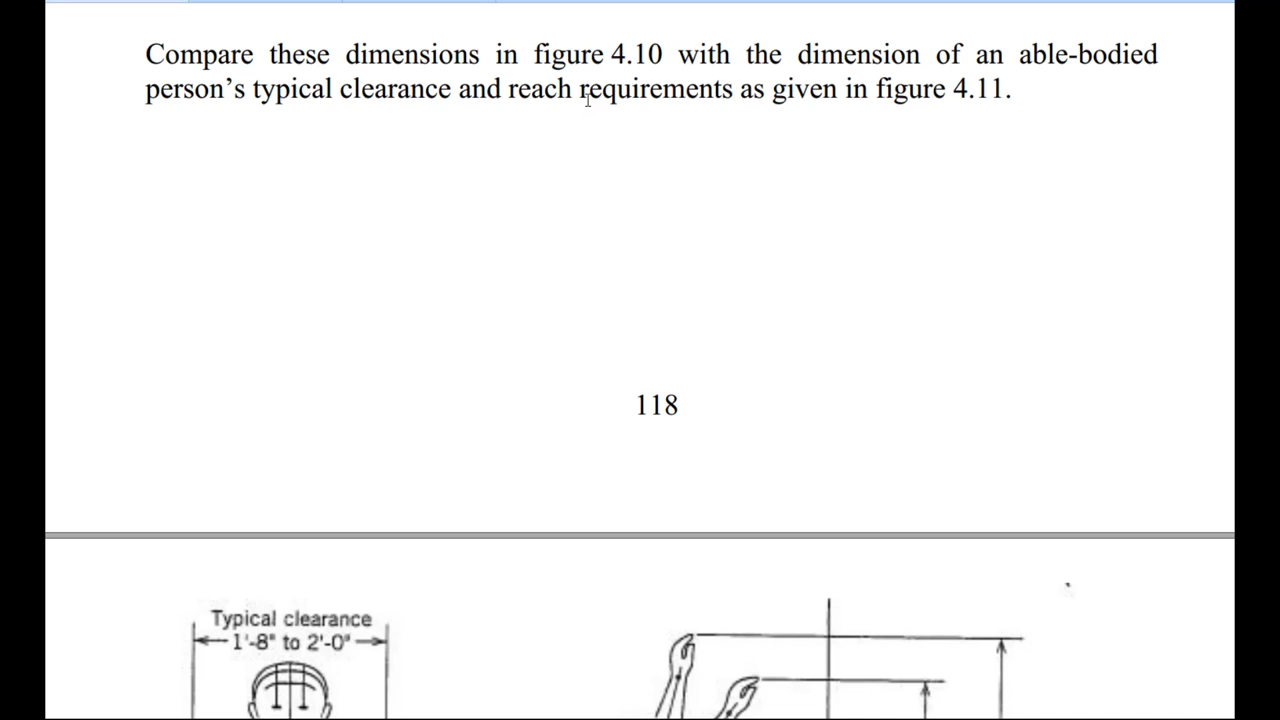 Compare these dimensions in figure 4.10 with the dimension of an able-bodied
person’s typical clearance and reach requirements as given in figure 4.11.
118
Typical clearance
1'-8" to 2'-0"